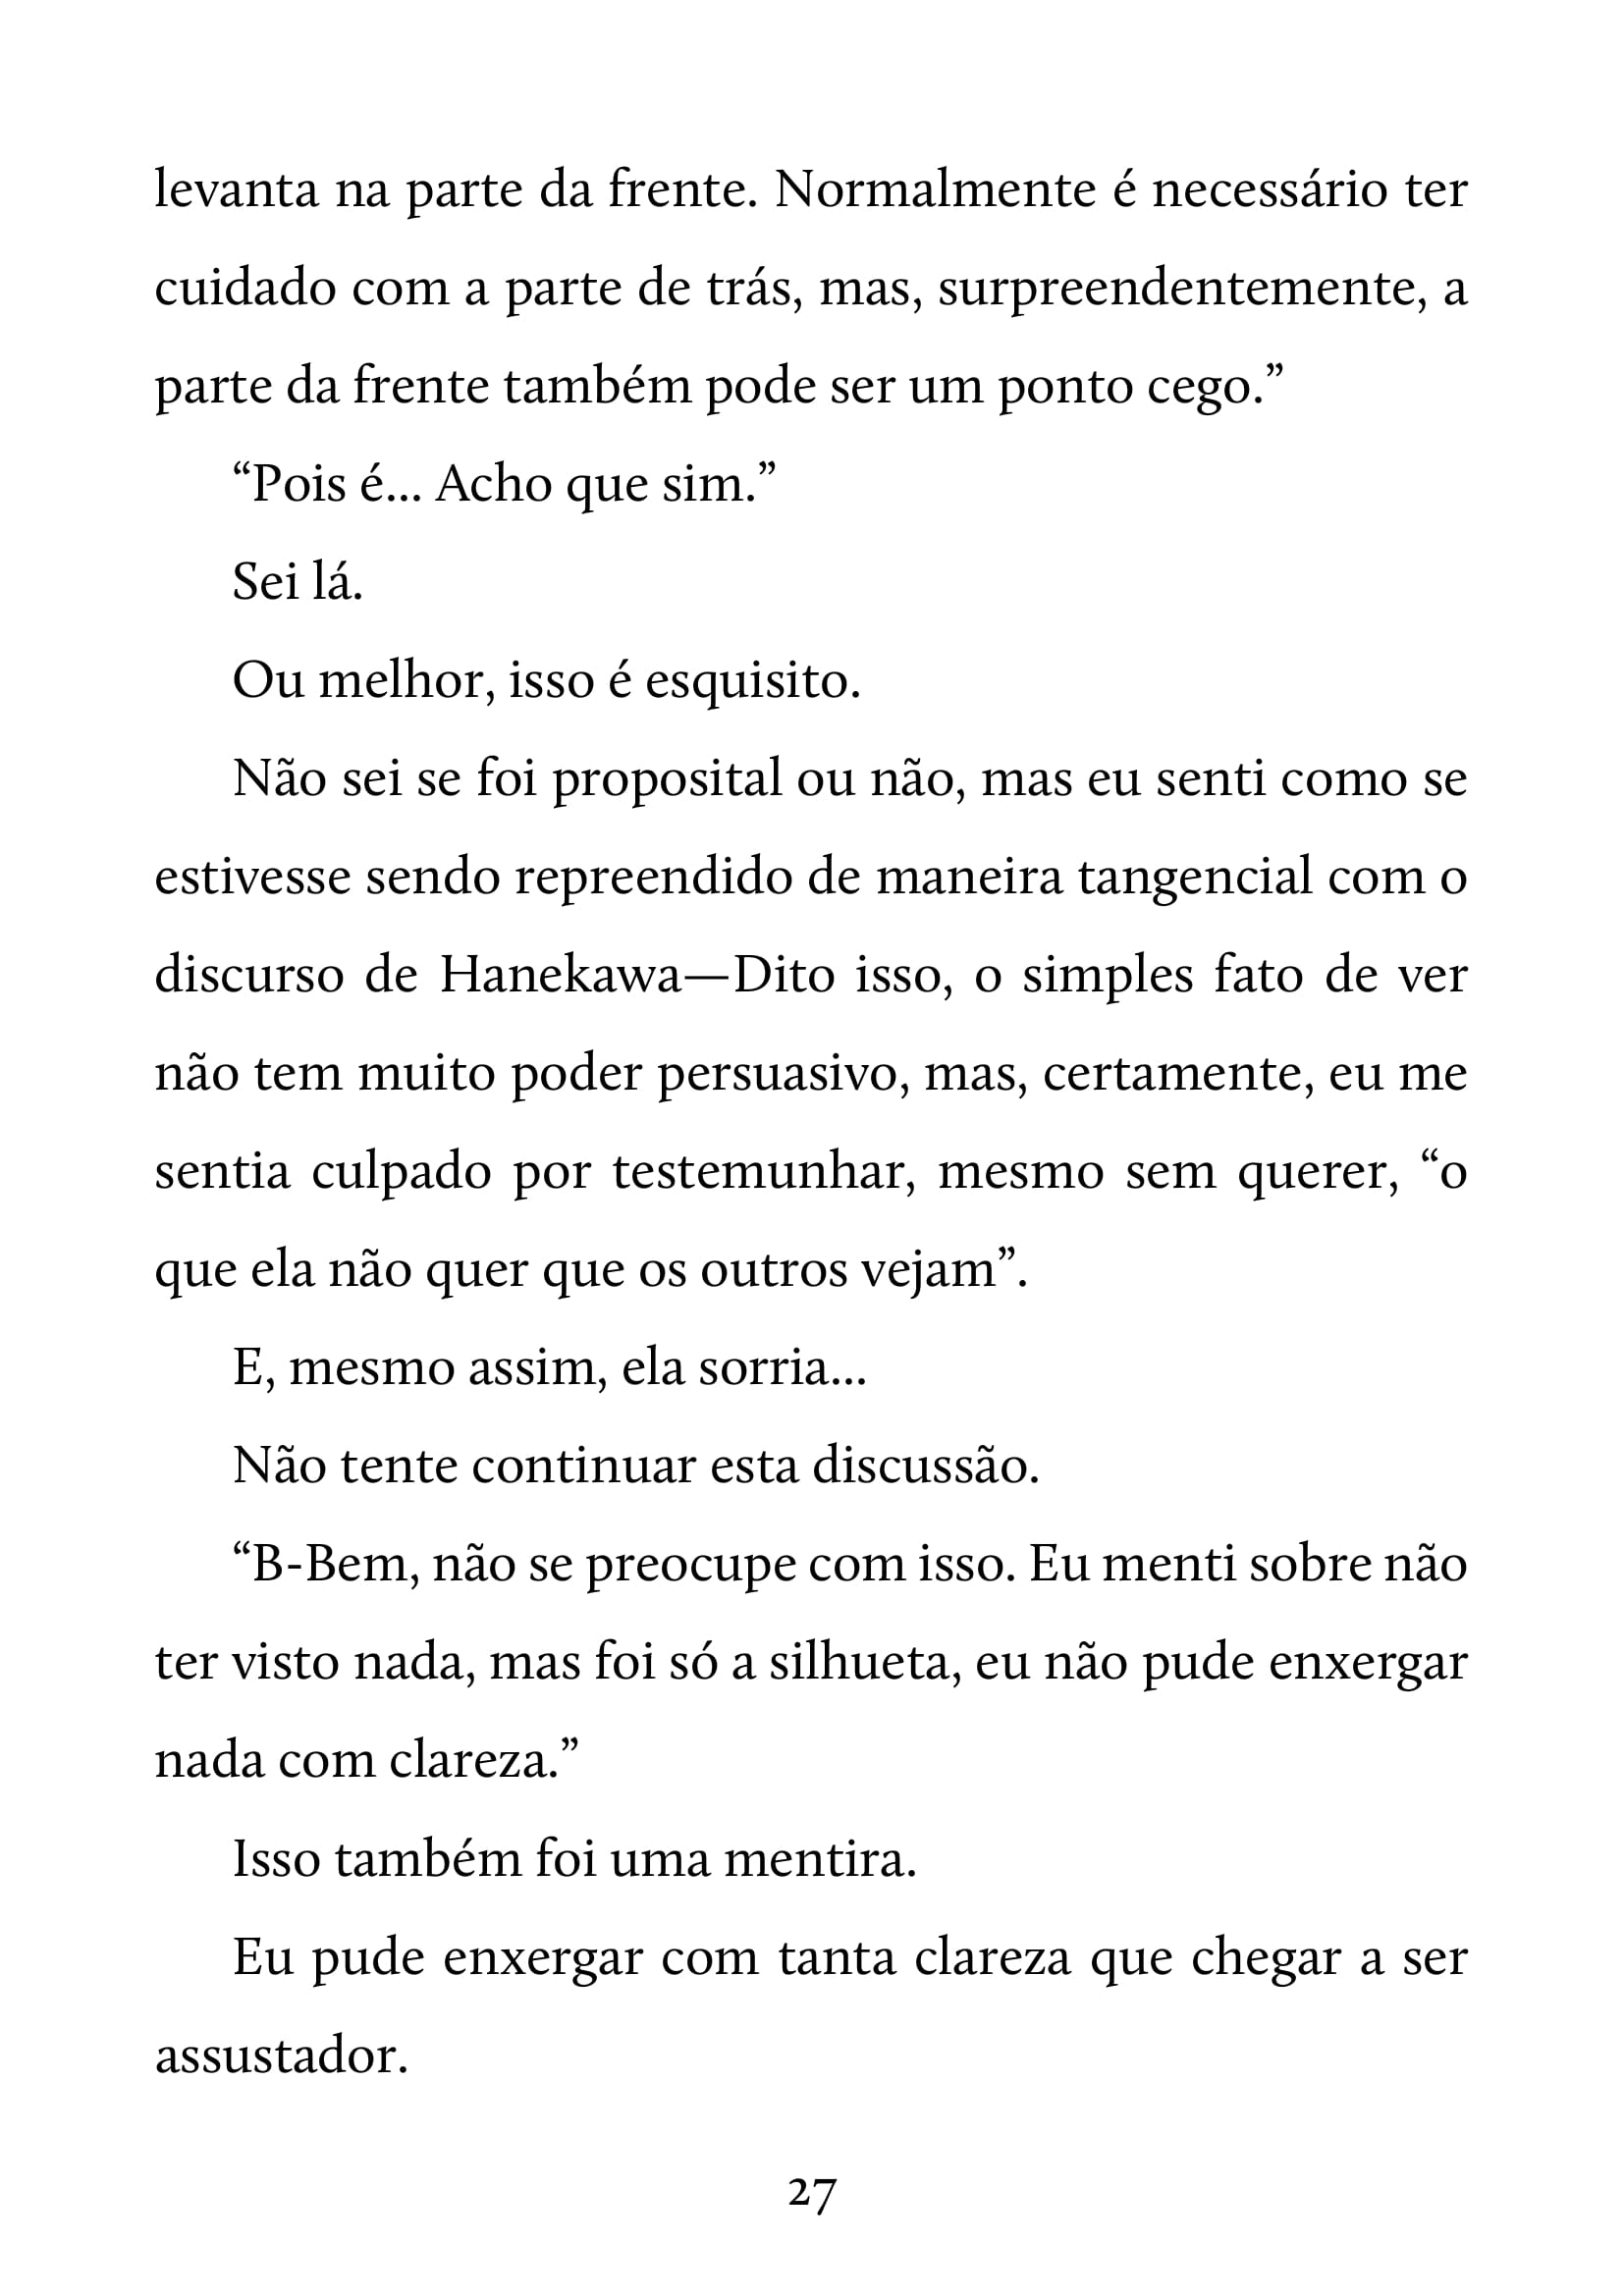 levanta na parte da frente. Normalmente é necessário ter
cuidado com a parte de trás, mas, surpreendentemente, a
parte da frente também pode ser um ponto cego.”
“Pois é... Acho que sim.”
Sei lá.
Ou melhor, isso é esquisito.
Não sei se foi proposital ou não, mas eu senti como se
estivesse sendo repreendido de maneira tangencial com o
discurso de Hanekawa—Dito isso, o simples fato de ver
não tem muito poder persuasivo, mas, certamente, eu me
sentia culpado por testemunhar, mesmo sem querer, “o
que ela não quer que os outros vejam”.
E, mesmo assim, ela sorria...
Não tente continuar esta discussão.
“B-Bem, não se preocupe com isso. Eu menti sobre não
ter visto nada, mas foi só a silhueta, eu não pude enxergar
nada com clareza.”
Isso também foi uma mentira.
Eu pude enxergar com tanta clareza que chegar a ser
assustador.
27